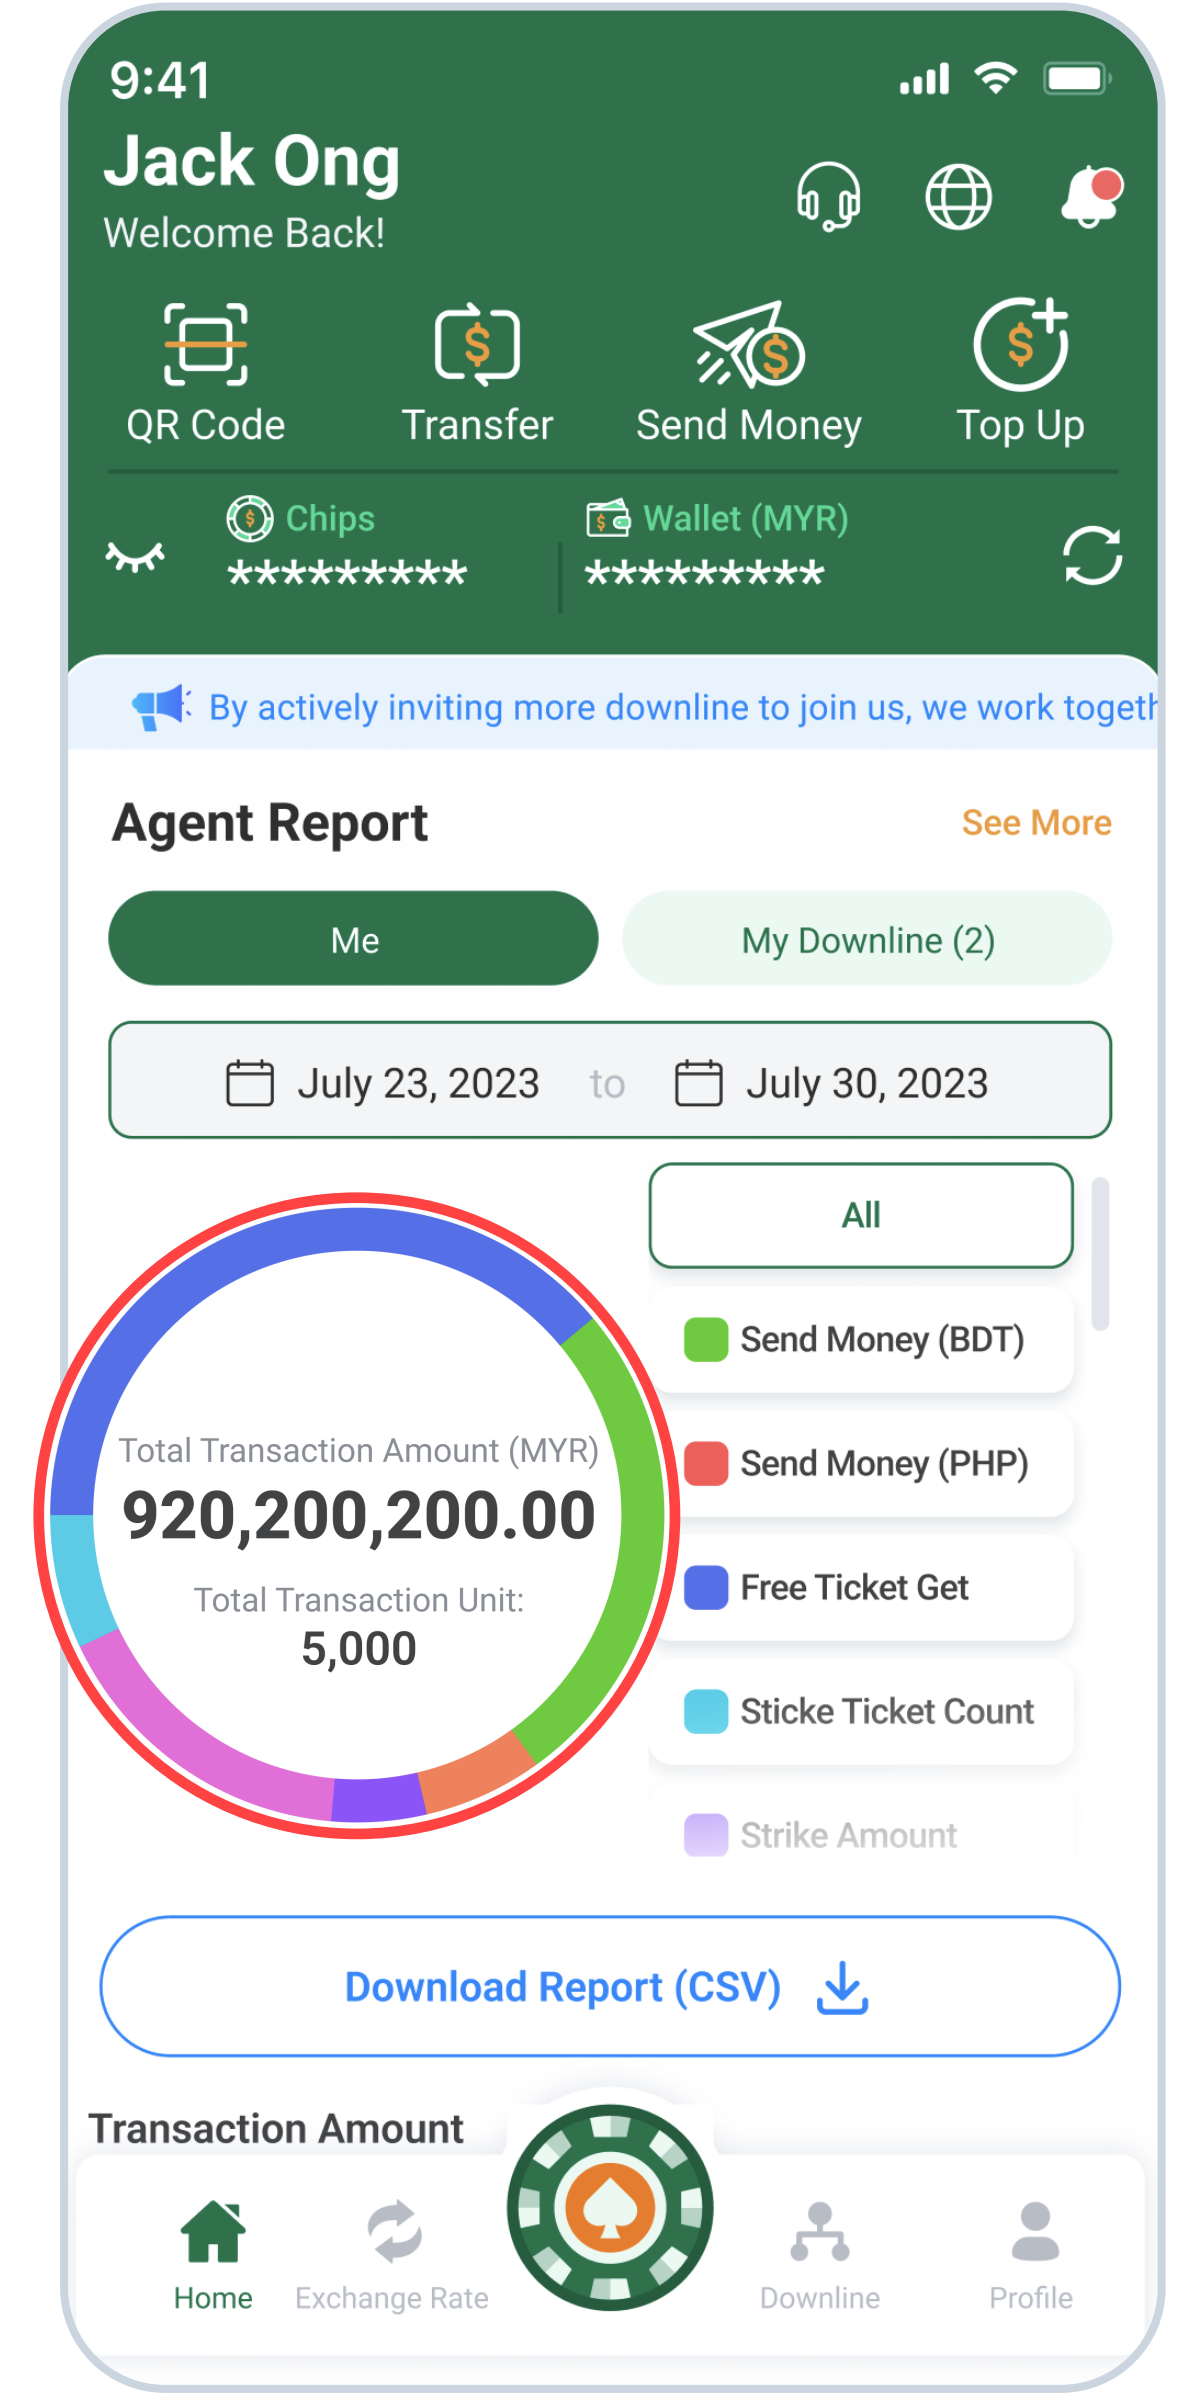 9:41
Jack Ong
Welcome Back!
QR Code
Transfer
Send Money
Top Up
Chips
*********
Wallet (MYR)
*********
By actively inviting more downline to join us, we work togeth
Agent Report
See More
Me
My Downline (2)
July 23, 2023 to July 30, 2023
All
Send Money (BDT)
Send Money (PHP)
Free Ticket Get
Sticke Ticket Count
Strike Amount
Total Transaction Amount (MYR)
920,200,200.00
Total Transaction Unit:
5,000
Download Report (CSV)
Transaction Amount
Home
Exchange Rate
Downline
Profile